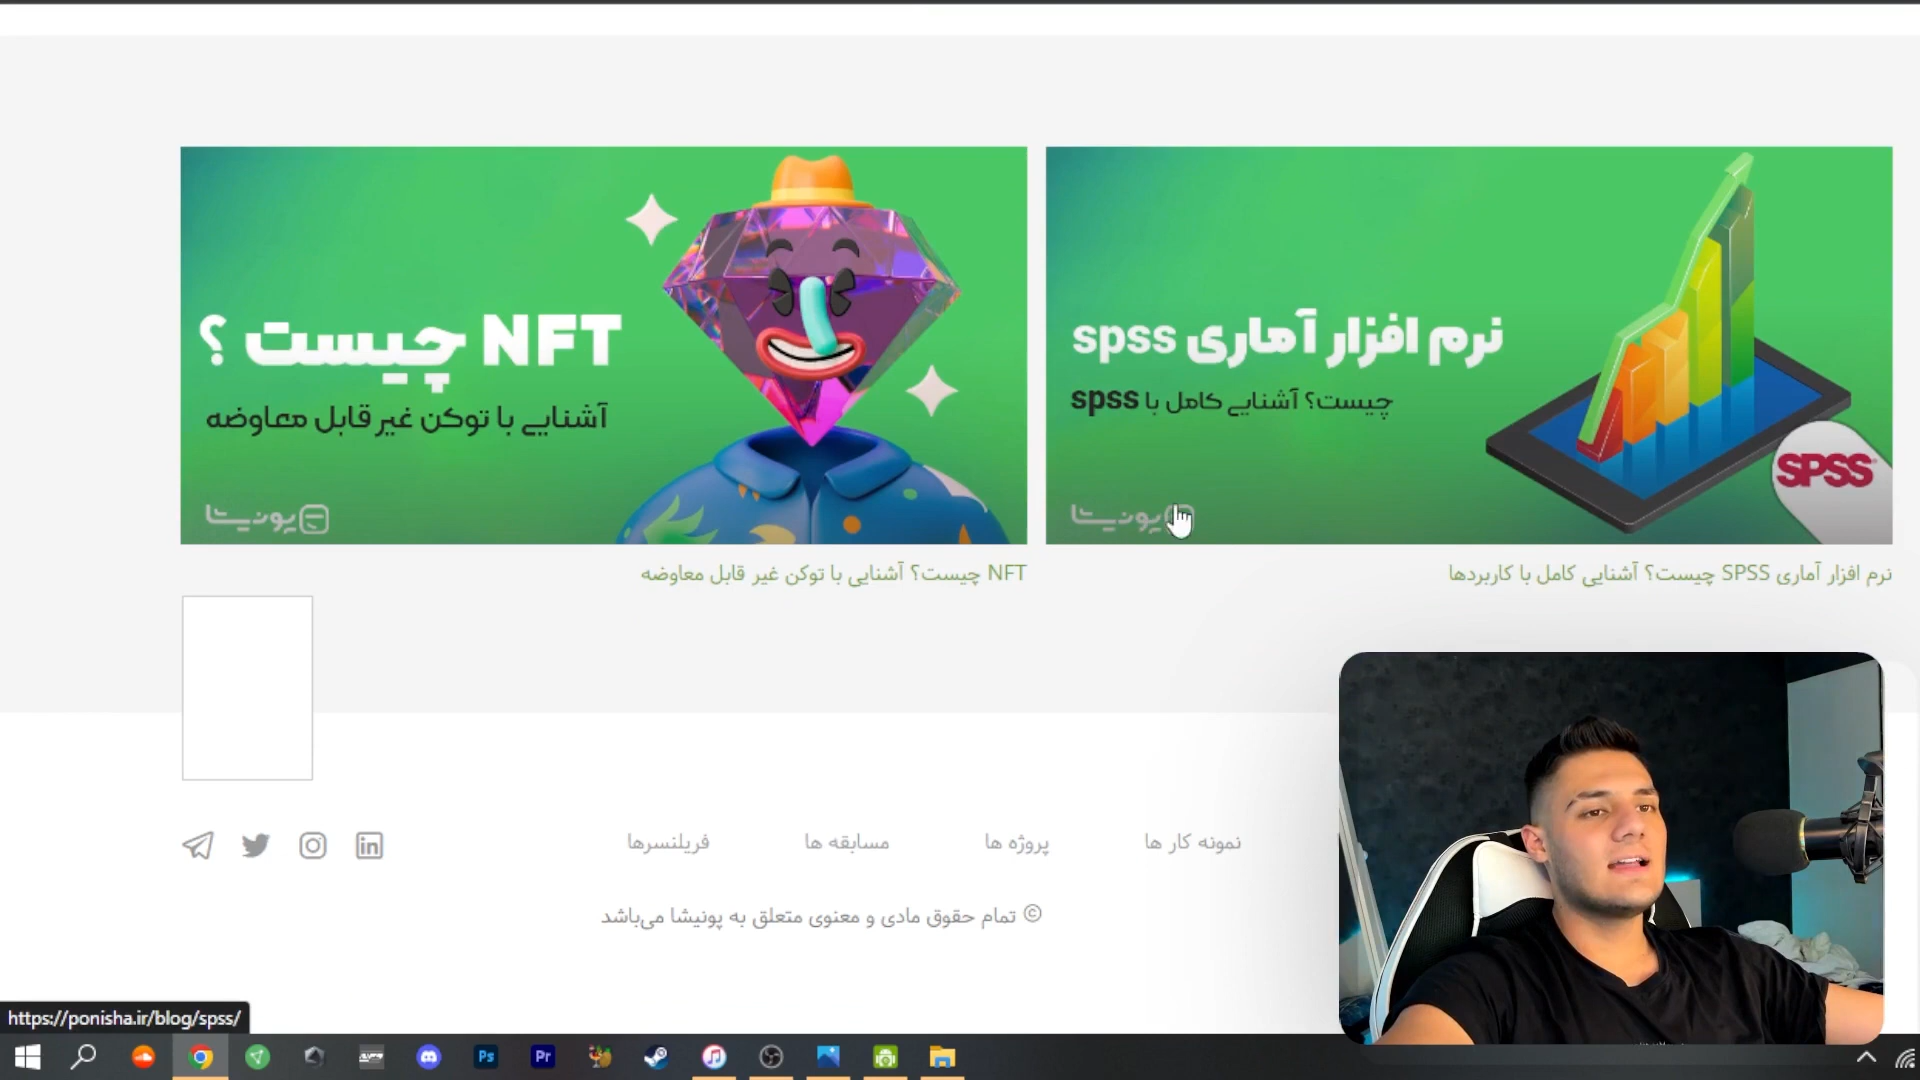 نرم افزار آماری spss
چیست؟ آشنایی کامل با spss
SPSS
پونیشا
نرم افزار آماری SPSS چیست؟ آشنایی کامل با کاربردها
NFT چیست ؟
آشنایی با توکن غیر قابل معاوضه
پونیشا
NFT چیست؟ آشنایی با توکن غیر قابل معاوضه
نمونه کار ها
پروژه ها
مسابقه ها
فریلنسرها
© تمام حقوق مادی و معنوی متعلق به پونیشا می‌باشد
https://ponisha.ir/blog/spss/
Ps
Pr